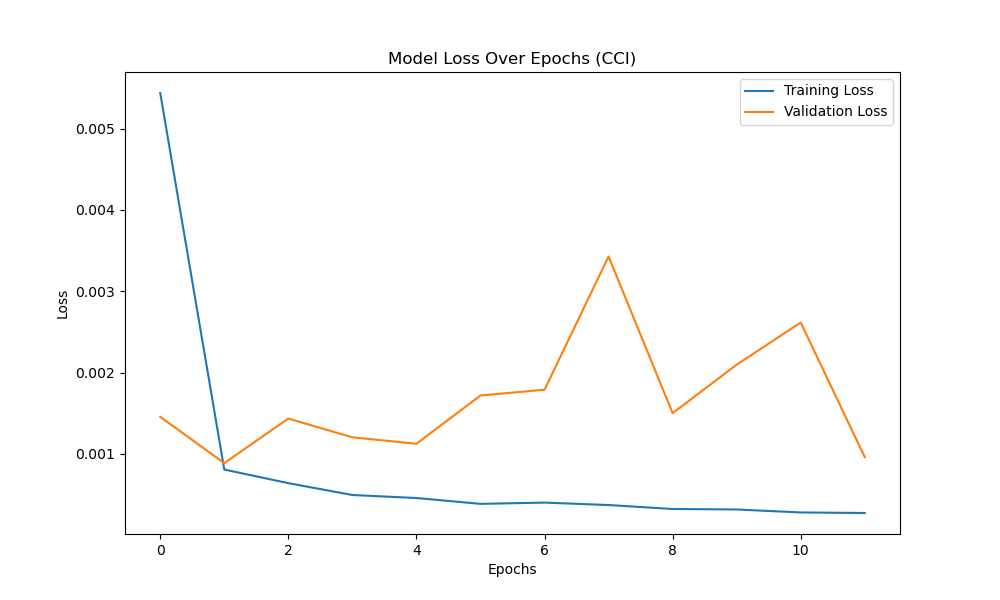 Model Loss Over Epochs (CCI)
Training Loss
Validation Loss
0.005
0.004
0.003
0.002
0.001
Loss
0 2 4 6 8 10
Epochs